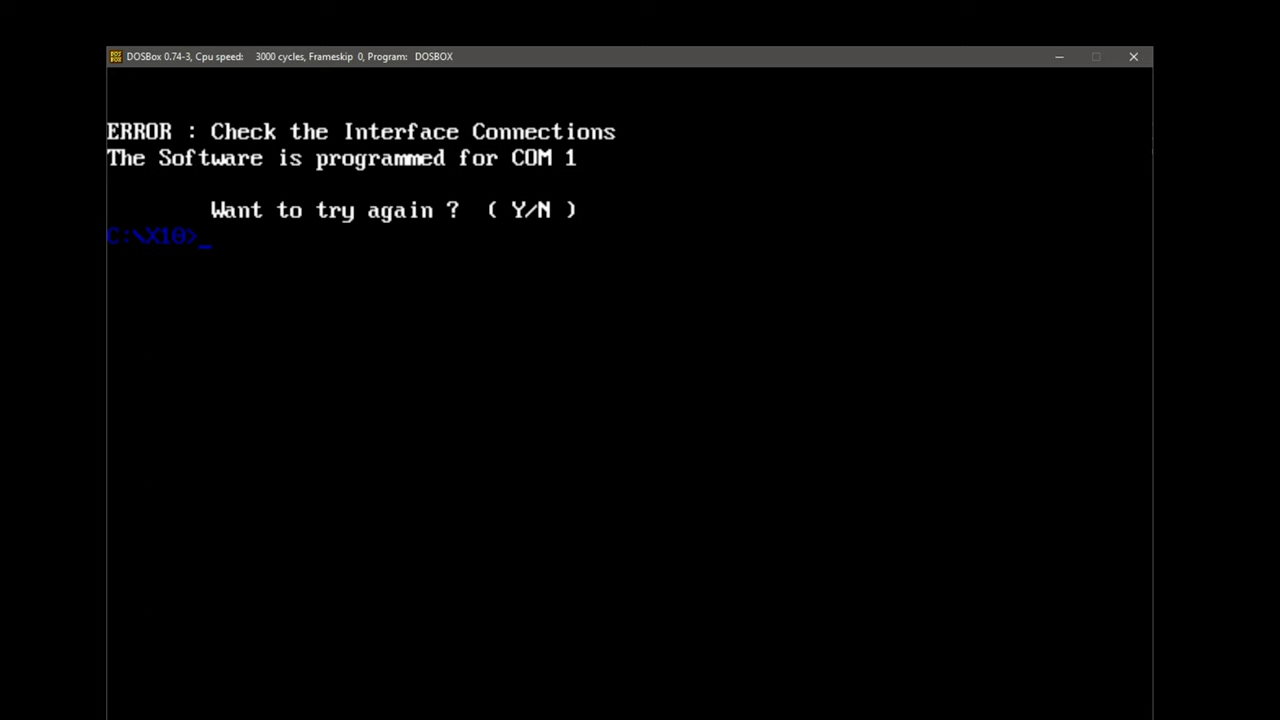 DOSBox 0.74-3, Cpu speed: 3000 cycles, Frameskip 0, Program: DOSBOX
ERROR : Check the Interface Connections
The Software is programmed for COM 1
Want to try again ? ( Y/N )
C:\X10>_